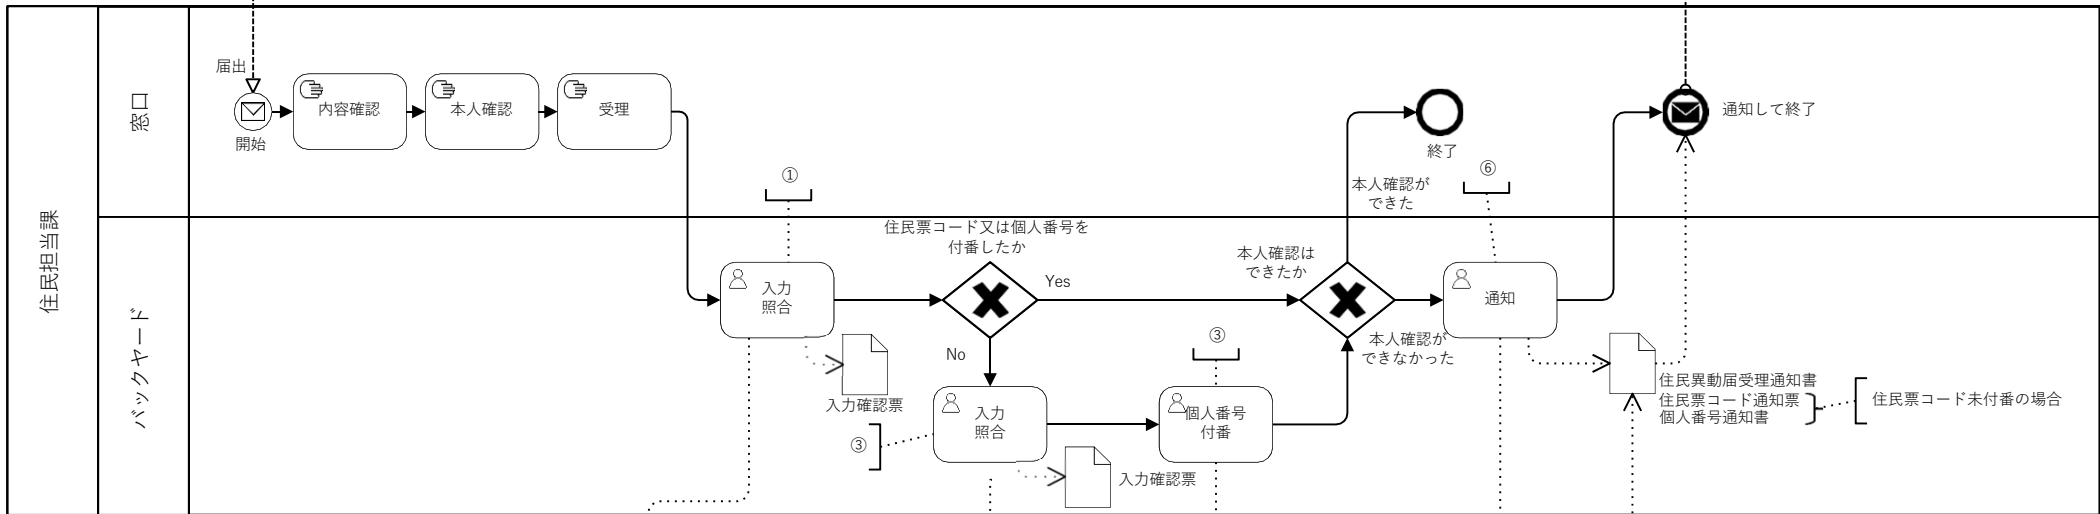 住民担当課
窓口
届出
開始
内容確認
本人確認
受理
①
終了
本人確認が
できた
⑥
通知して終了
バックヤード
入力
照合
入力確認票
住民票コード又は個人番号を
付番したか
Yes
No
入力
照合
③
入力確認票
③
個人番号
付番
本人確認は
できたか
本人確認が
できなかった
通知
住民異動届受理通知書
住民票コード通知票
個人番号通知書
住民票コード未付番の場合